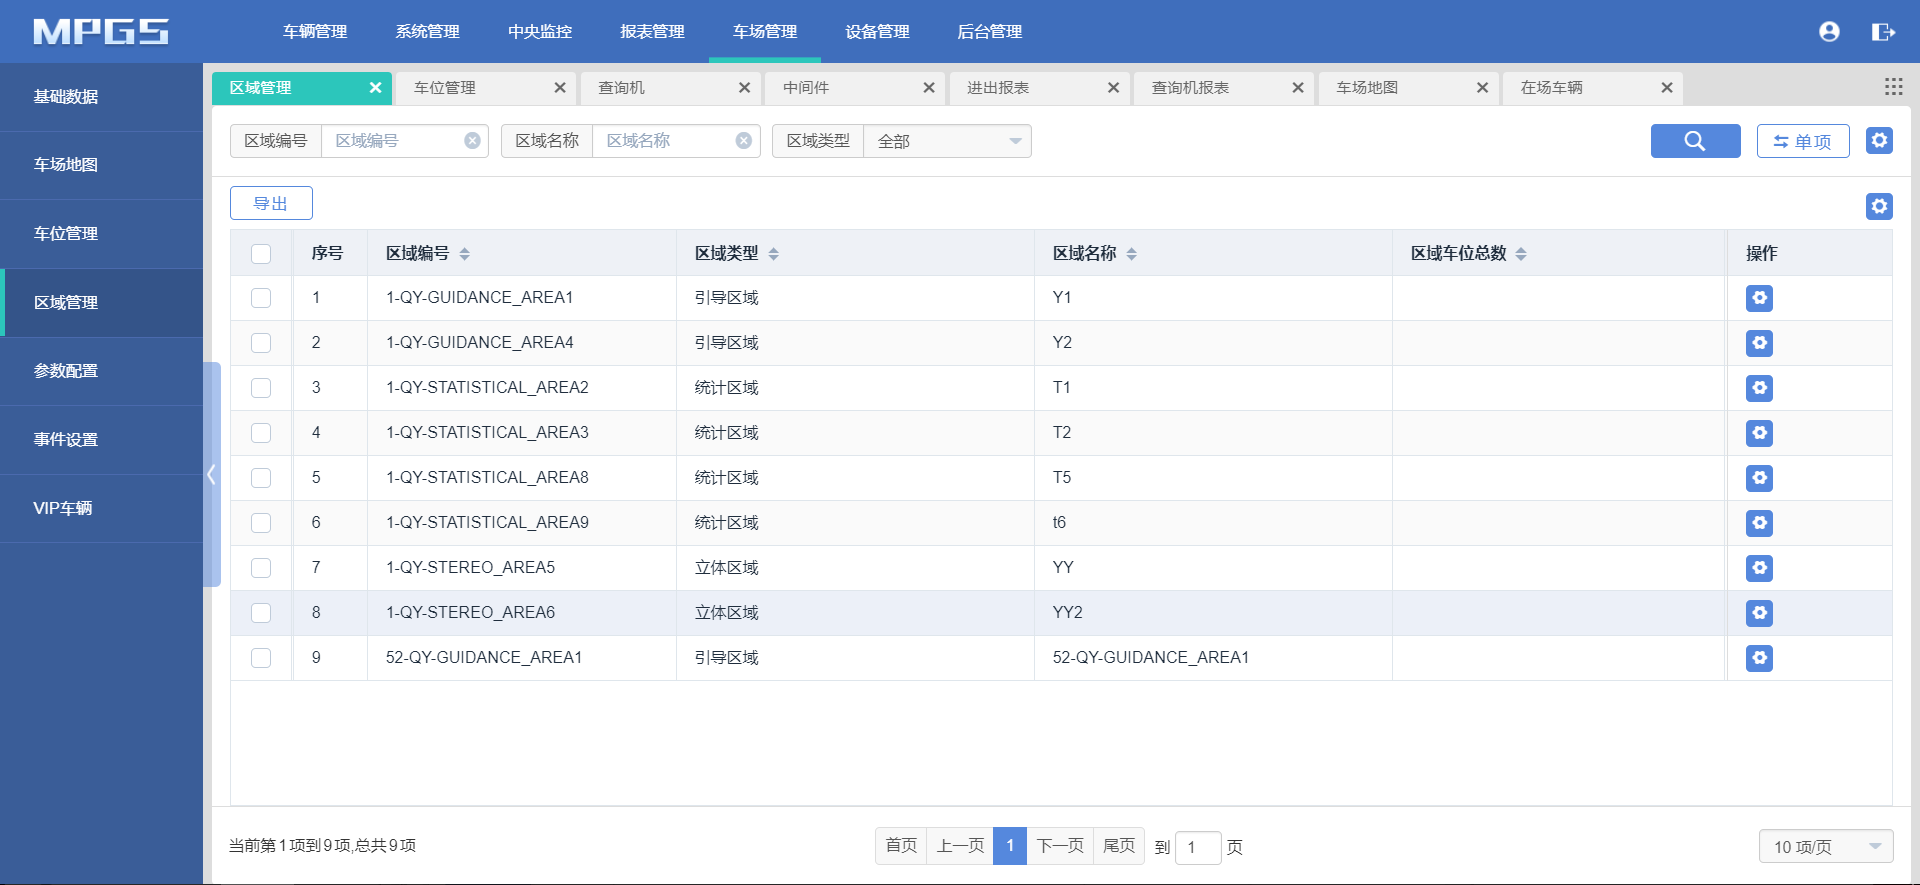 MPGS 车辆管理 系统管理 中央监控 报表管理 车场管理 设备管理 后台管理
基础数据
车场地图
车位管理
区域管理
参数配置
事件设置
VIP车辆
区域管理 车位管理 查询机 中间件 进出报表 查询机报表 车场地图 在场车辆
区域编号 区域编号 区域名称 区域名称 区域类型 全部 单项
导出
序号 区域编号 区域类型 区域名称 区域车位总数 操作
1 1-QY-GUIDANCE_AREA1 引导区域 Y1
2 1-QY-GUIDANCE_AREA4 引导区域 Y2
3 1-QY-STATISTICAL_AREA2 统计区域 T1
4 1-QY-STATISTICAL_AREA3 统计区域 T2
5 1-QY-STATISTICAL_AREA8 统计区域 T5
6 1-QY-STATISTICAL_AREA9 统计区域 t6
7 1-QY-STEREO_AREA5 立体区域 YY
8 1-QY-STEREO_AREA6 立体区域 YY2
9 52-QY-GUIDANCE_AREA1 引导区域 52-QY-GUIDANCE_AREA1
当前第1项到9项,总共9项 首页 上一页 1 下一页 尾页 到 1 页 10 项/页